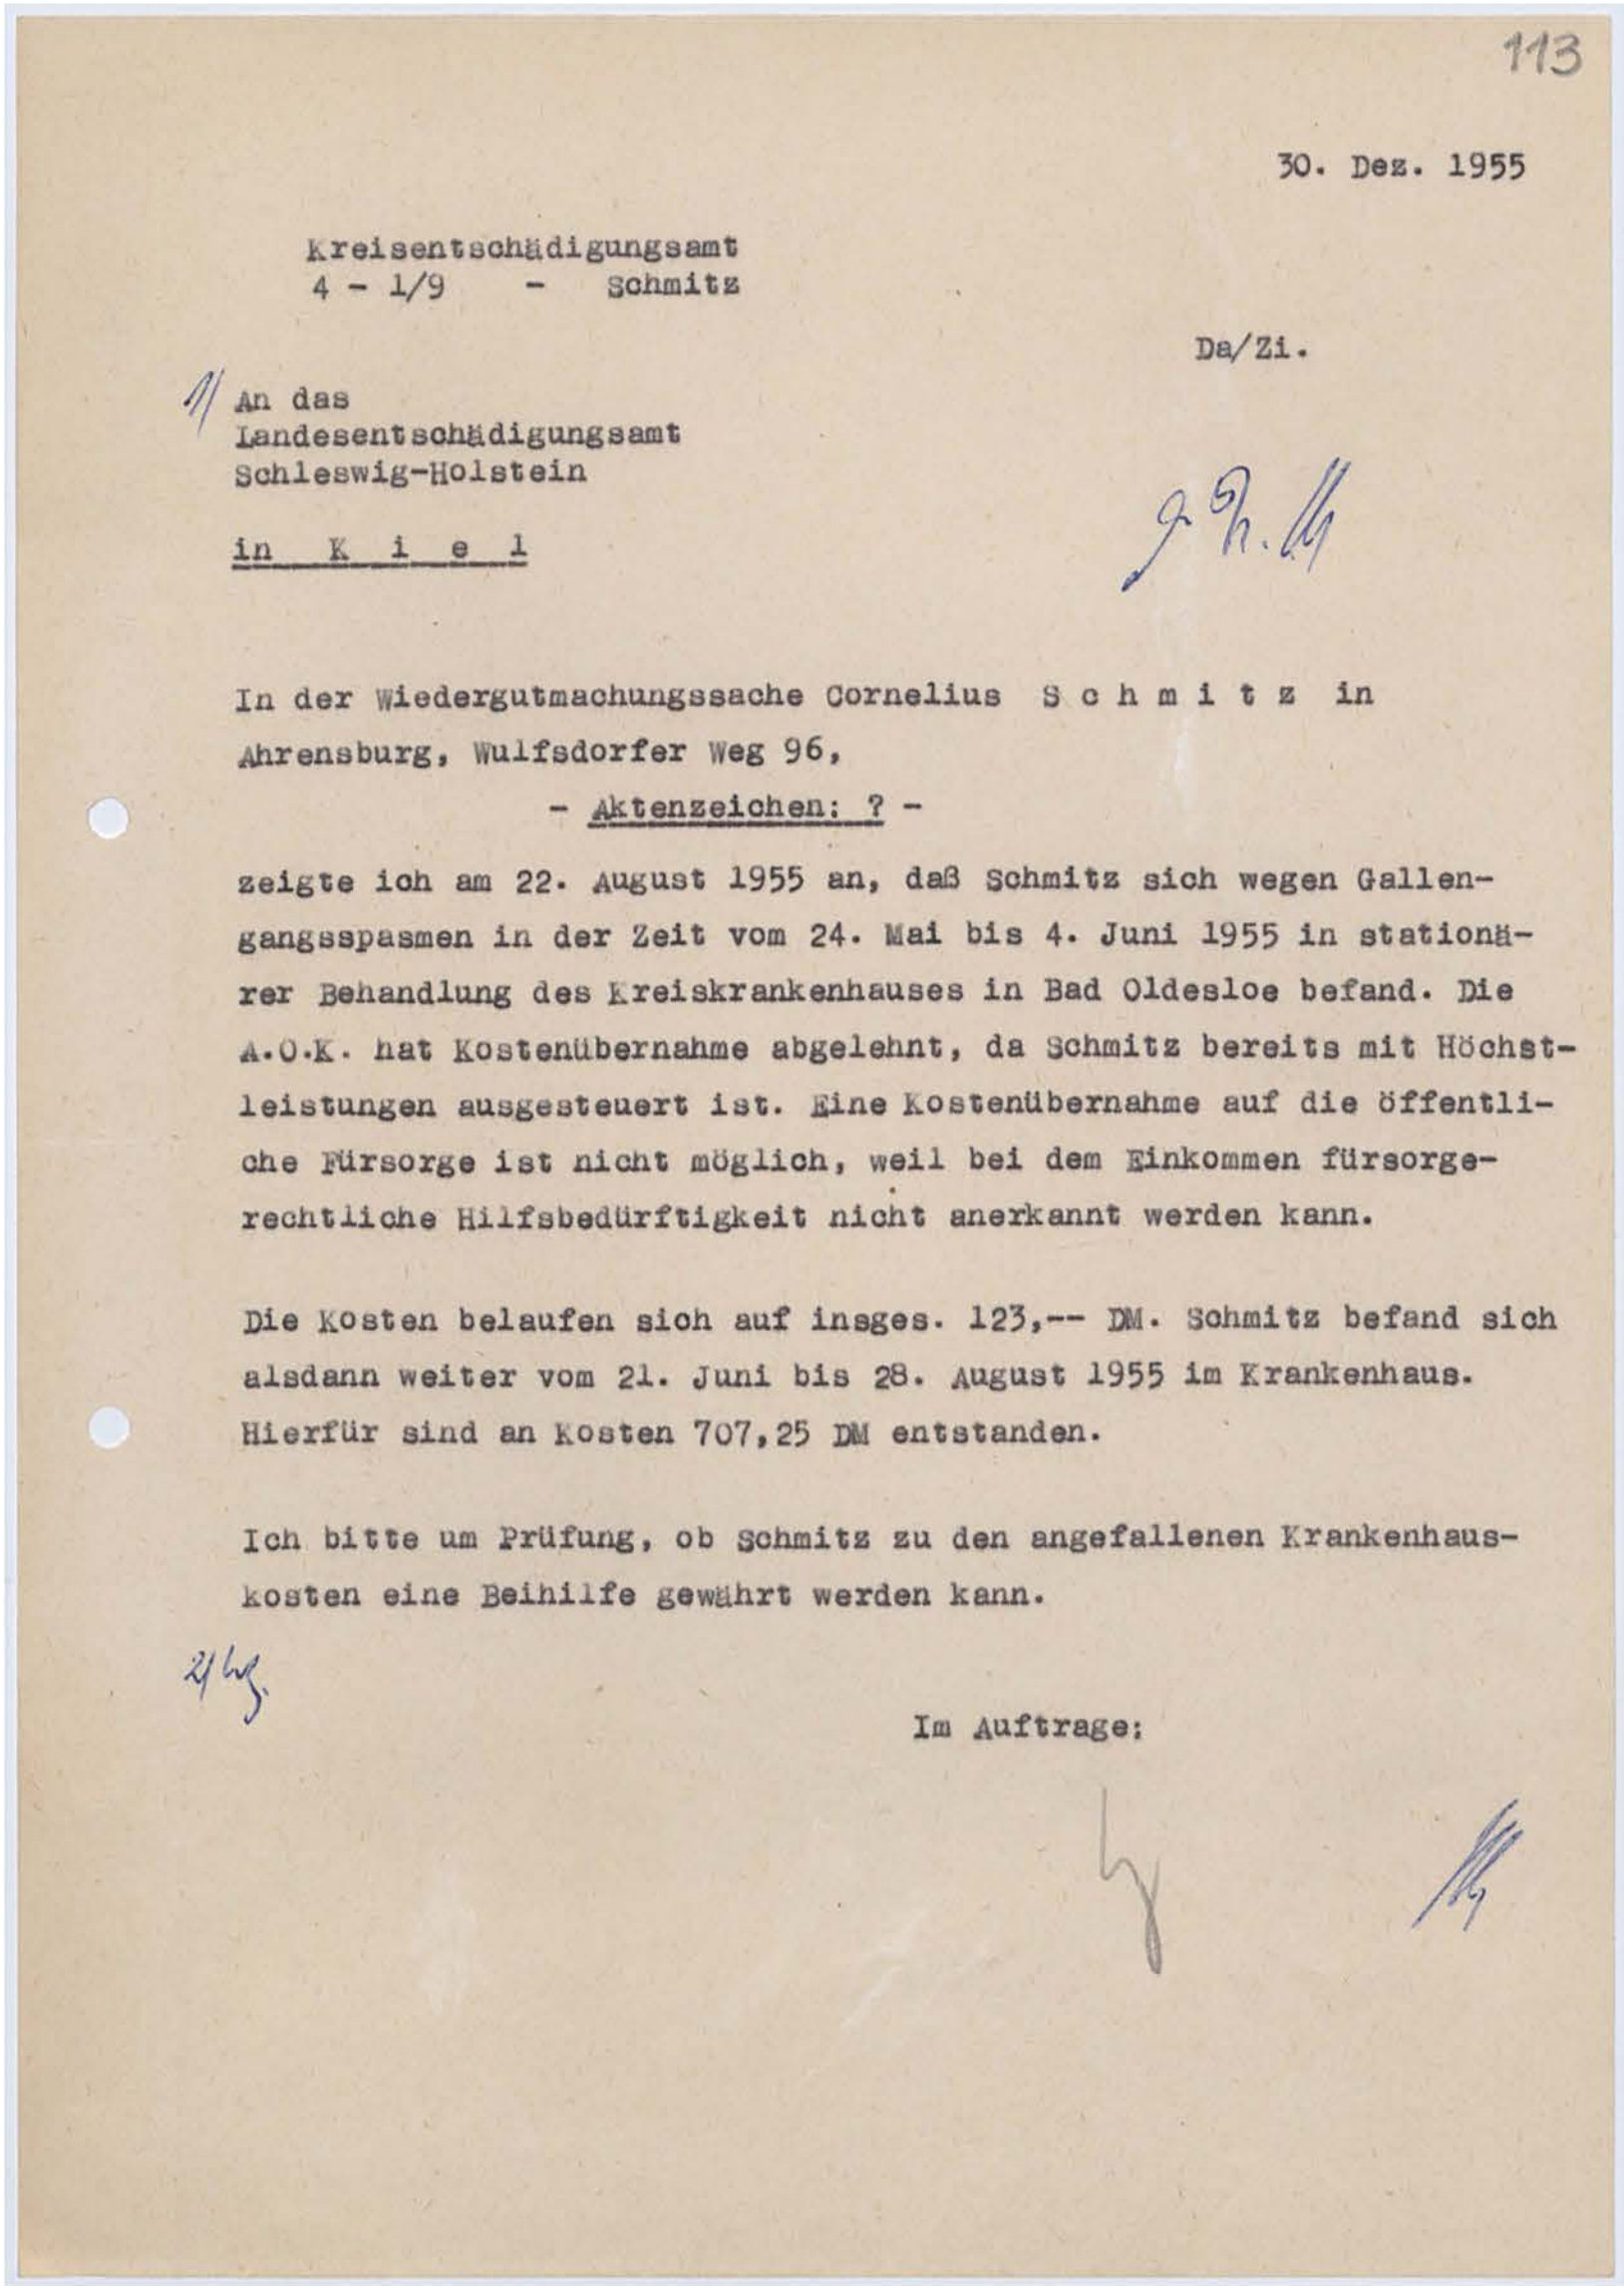 113
30. Dez. 1955
Kreisentschädigungsamt
4 - 1/9 - Schmitz
Da/Zi.
1/ An das
Landesentschädigungsamt
Schleswig-Holstein
in K i e l
In der Wiedergutmachungssache Cornelius S c h m i t z in
Ahrensburg, Wulfsdorfer Weg 96,
- Aktenzeichen: ? -
zeigte ich am 22. August 1955 an, daß Schmitz sich wegen Gallen-
gangsspasmen in der Zeit vom 24. Mai bis 4. Juni 1955 in stationä-
rer Behandlung des Kreiskrankenhauses in Bad Oldesloe befand. Die
A.O.K. hat Kostenübernahme abgelehnt, da Schmitz bereits mit Höchst-
leistungen ausgesteuert ist. Eine Kostenübernahme auf die öffentli-
che Fürsorge ist nicht möglich, weil bei dem Einkommen fürsorge-
rechtliche Hilfsbedürftigkeit nicht anerkannt werden kann.
Die Kosten belaufen sich auf insges. 123,-- DM. Schmitz befand sich
alsdann weiter vom 21. Juni bis 28. August 1955 im Krankenhaus.
Hierfür sind an Kosten 707,25 DM entstanden.
Ich bitte um Prüfung, ob Schmitz zu den angefallenen Krankenhaus-
kosten eine Beihilfe gewährt werden kann.
2/
Im Auftrage: